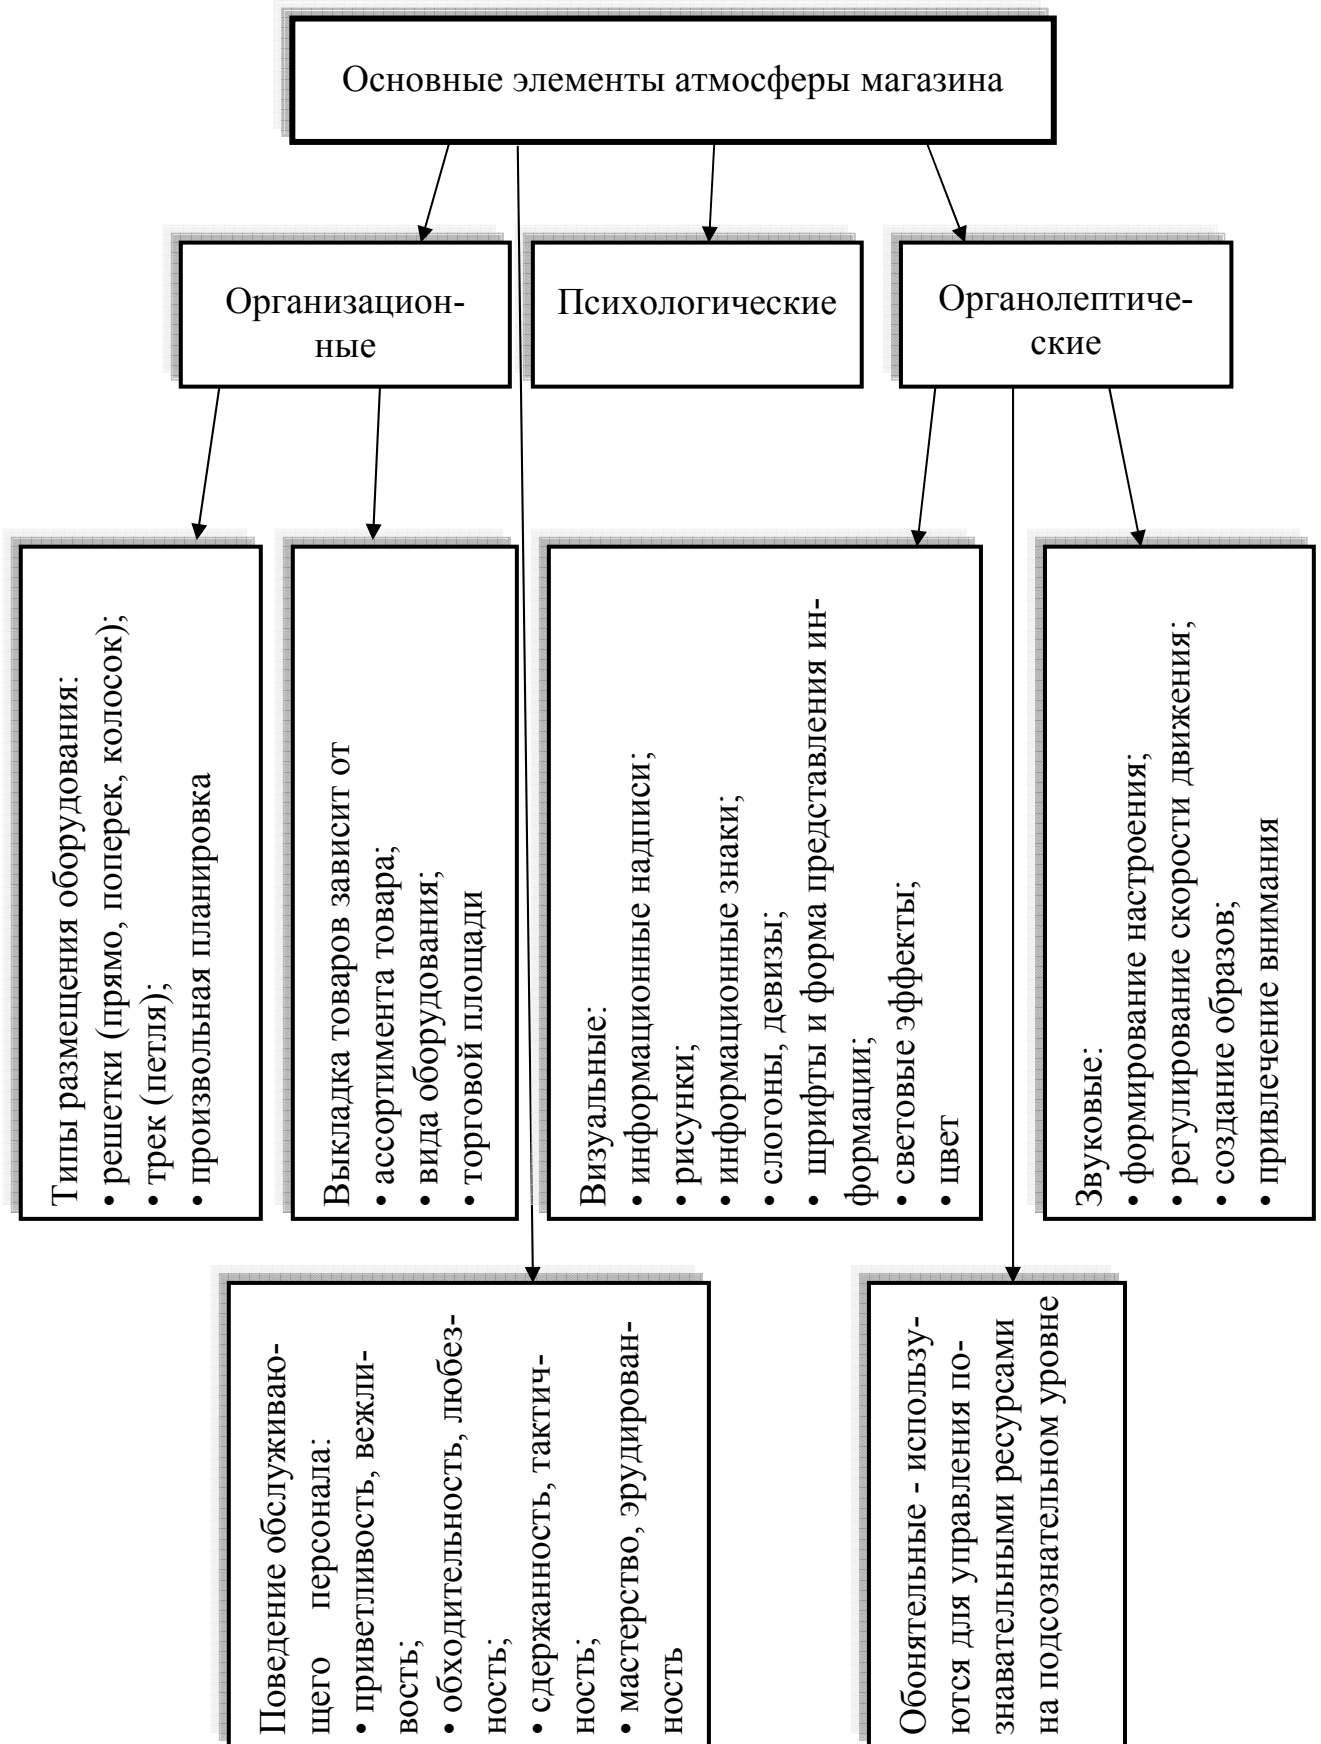 Основные элементы атмосферы магазина
Организацион-
ные
Психологические
Органолептиче-
ские
Типы размещения оборудования:
• решетки (прямо, поперек, колосок);
• трек (петля);
• произвольная планировка
Выкладка товаров зависит от
• ассортимента товара;
• вида оборудования;
• торговой площади
Визуальные:
• информационные надписи;
• рисунки;
• информационные знаки;
• слогоны, девизы;
• шрифты и форма представления ин-
формации;
• световые эффекты;
• цвет
Звуковые:
• формирование настроения;
• регулирование скорости движения;
• создание образов;
• привлечение внимания
Поведение обслуживаю-
щего персонала:
• приветливость, вежли-
вость;
• обходительность, любез-
ность;
• сдержанность, тактич-
ность;
• мастерство, эрудирован-
ность
Обонятельные - использу-
ются для управления по-
знавательными ресурсами
на подсознательном уровне